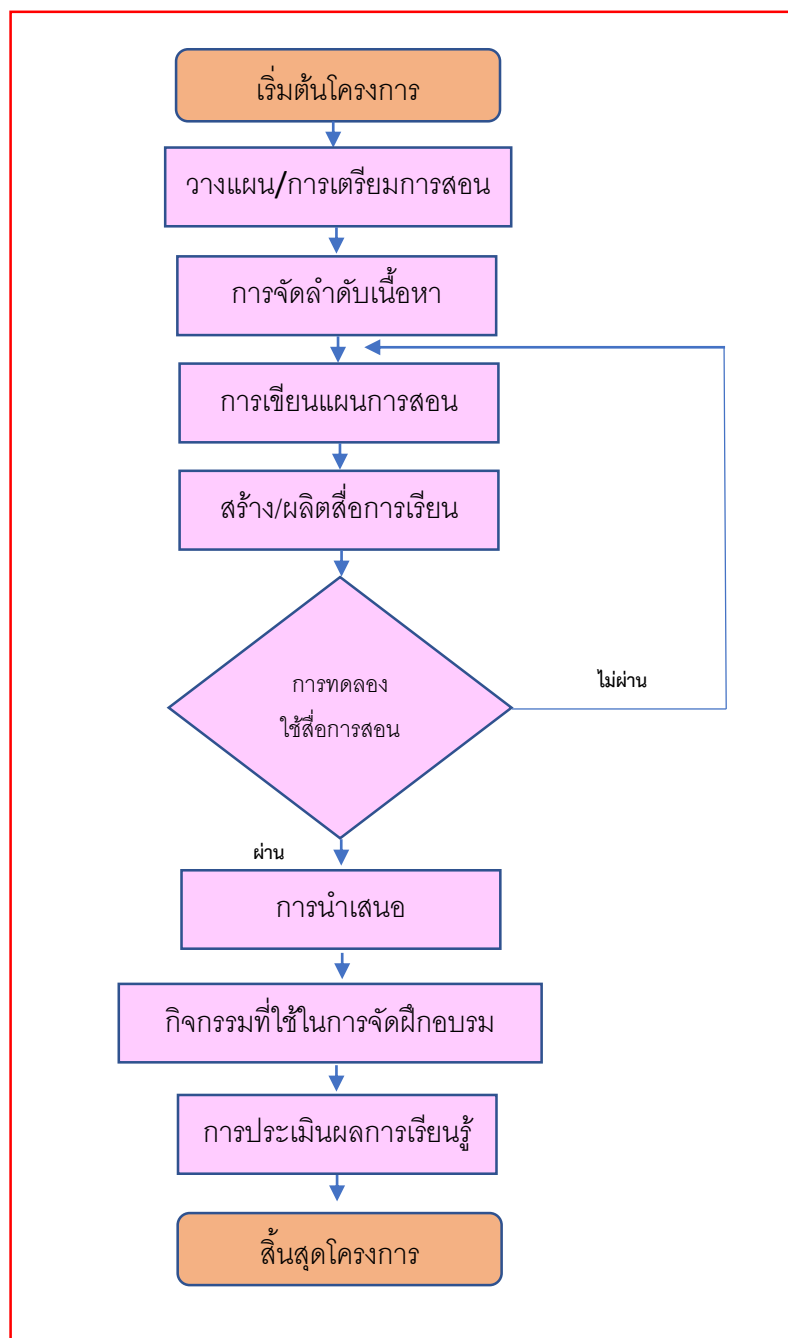 เริ่มต้นโครงการ
วางแผน/การเตรียมการสอน
การจัดลำดับเนื้อหา
การเขียนแผนการสอน
สร้าง/ผลิตสื่อการเรียน
การทดลอง
ใช้สื่อการสอน
ไม่ผ่าน
ผ่าน
การนำเสนอ
กิจกรรมที่ใช้ในการจัดฝึกอบรม
การประเมินผลการเรียนรู้
สิ้นสุดโครงการ